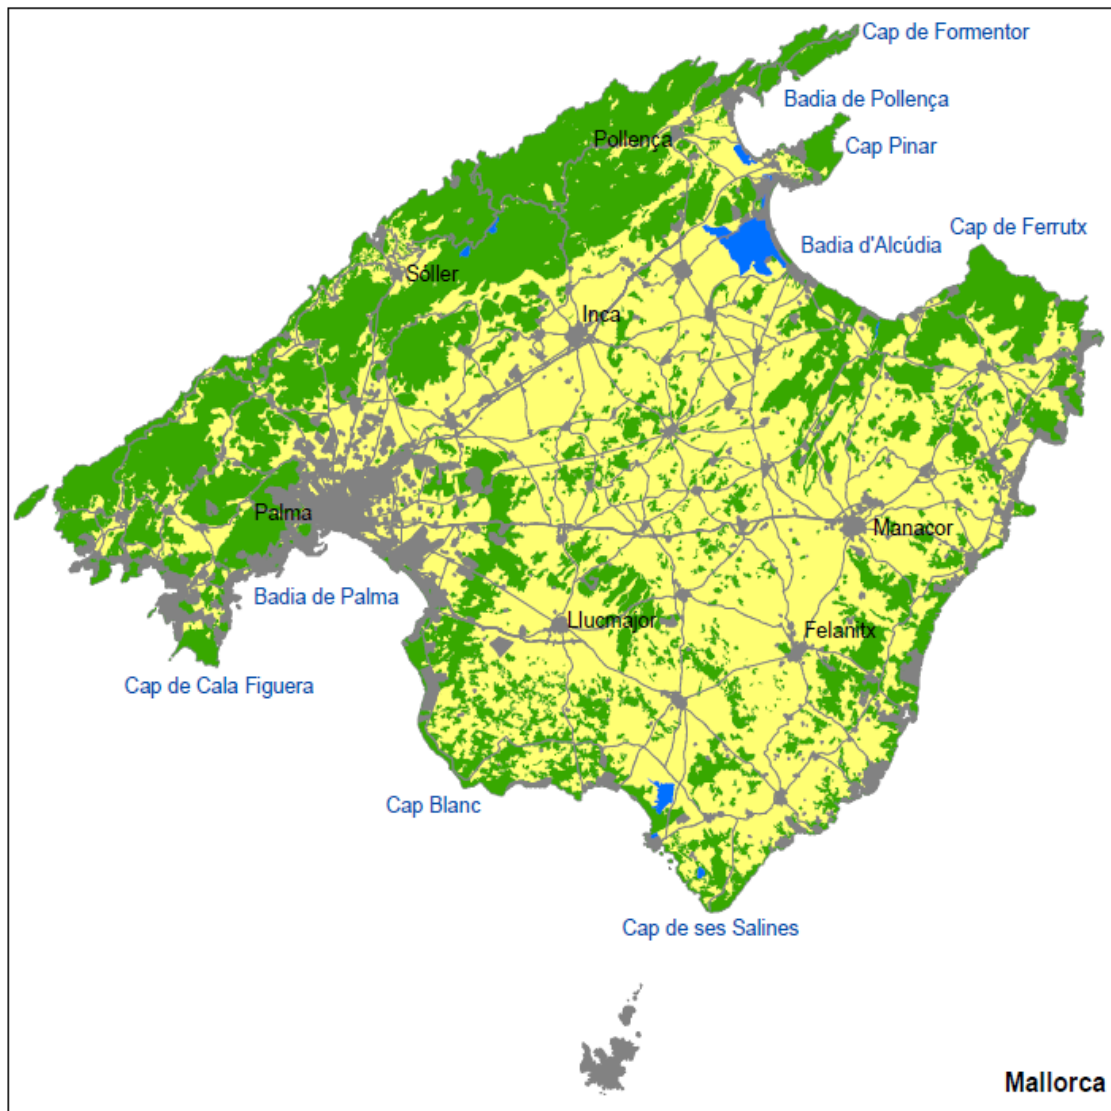 Cap de Formentor
Badia de Pollença
Pollença
Cap Pinar
Cap de Ferrutx
Badia d'Alcúdia
Sóller
Inca
Palma
Manacor
Badia de Palma
Llucmajor
Felanitx
Cap de Cala Figuera
Cap Blanc
Cap de ses Salines
Mallorca